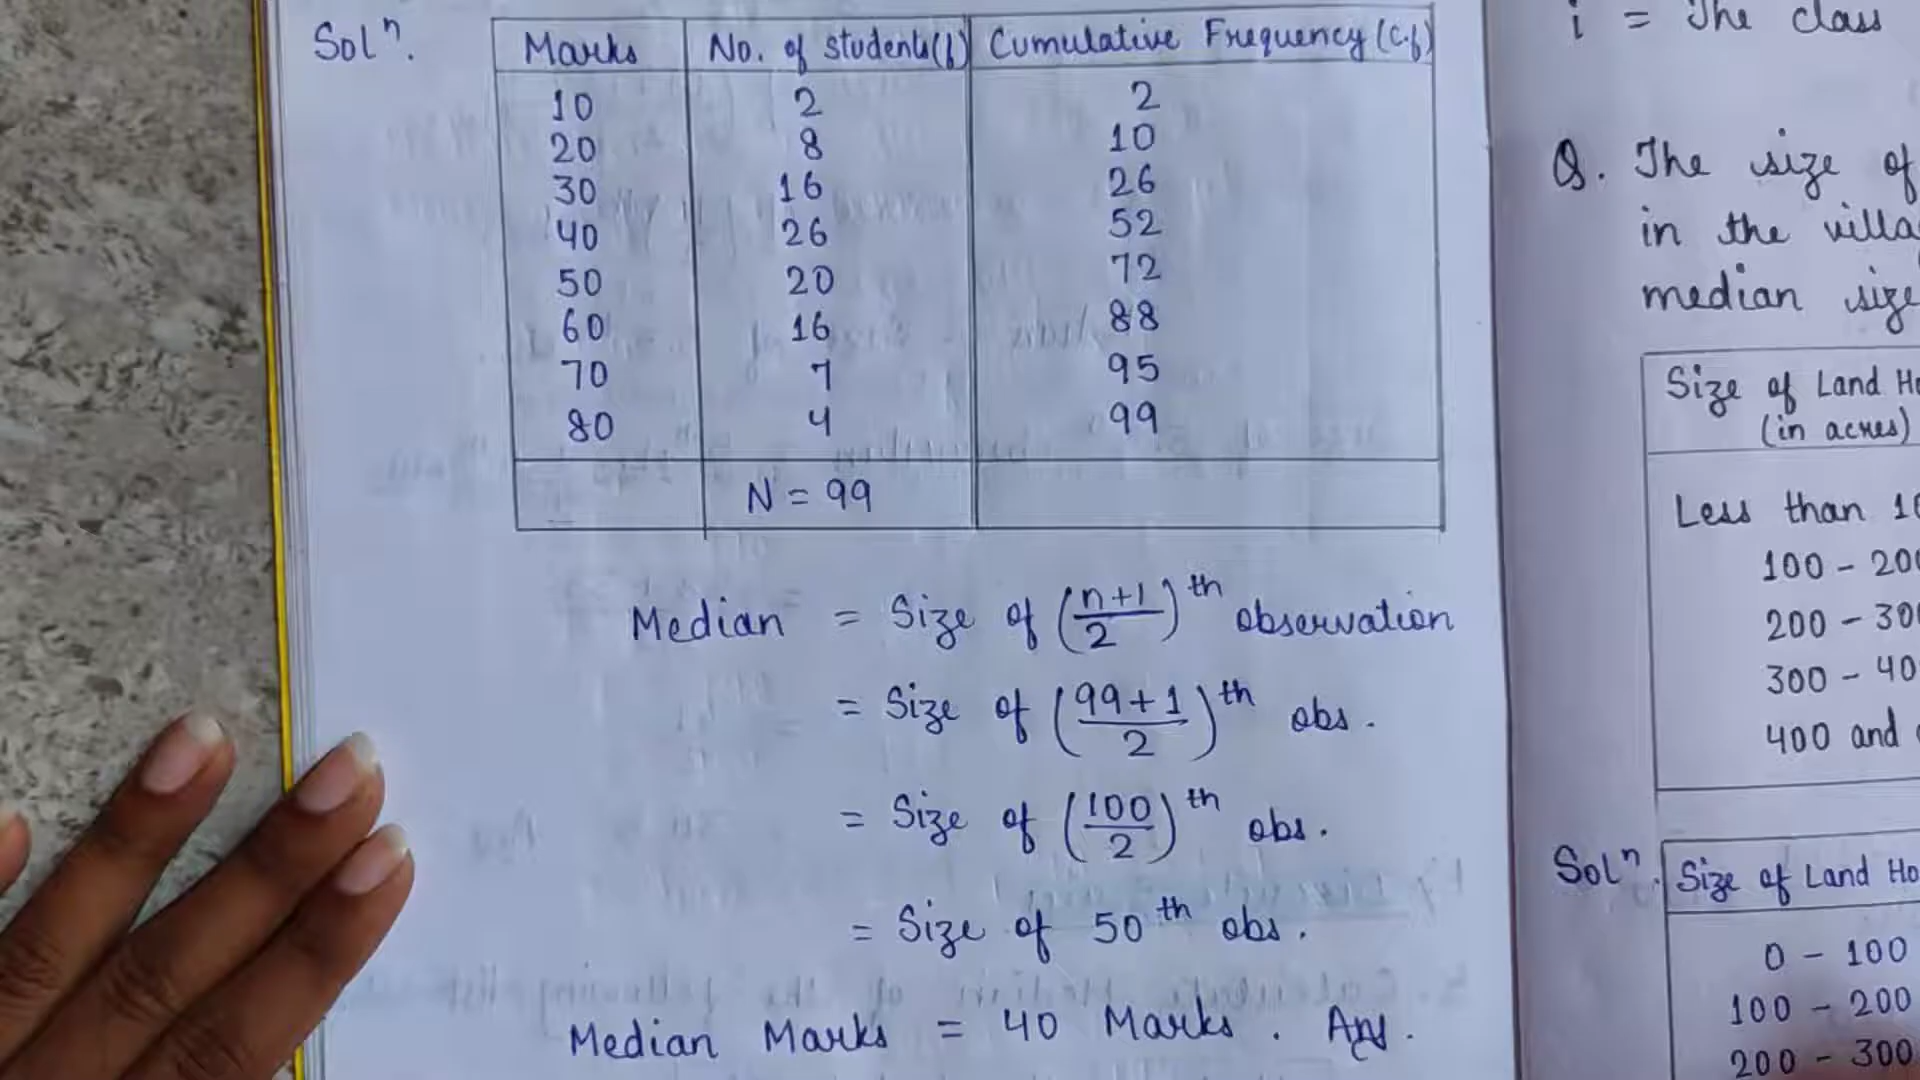 Solⁿ.
Marks No. of students(f) Cumulative Frequency (c.f)
10 2 2
20 8 10
30 16 26
40 26 52
50 20 72
60 16 88
70 7 95
80 4 99
N = 99
Median = Size of (n+1/2)th observation
= Size of (99+1/2)th obs.
= Size of (100/2)th obs.
= Size of 50th obs.
Median Marks = 40 Marks. Ans.
i = The class
Q. The size of
in the villa
median size
Size of Land Ho
(in acres)
Less than 10
100 - 200
200 - 300
300 - 40
400 and
Solⁿ.
Size of Land Ho
0 - 100
100 - 200
200 - 300